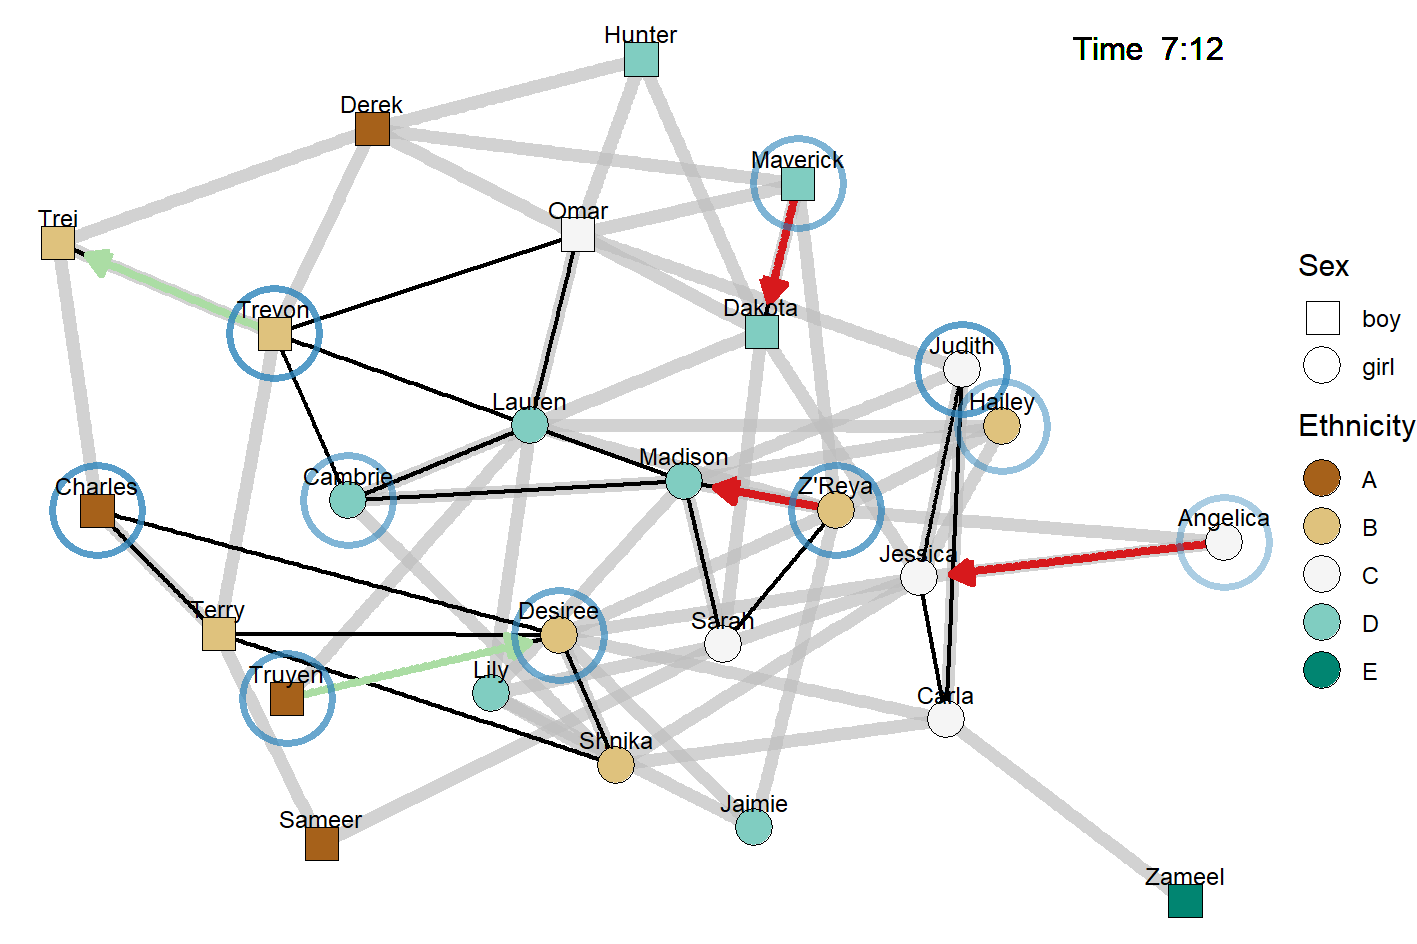 Hunter
Time 7:12
Derek
Maverick
Trei
Omar
Trevon
Dakota
Judith
Lauren
Hailey
Madison
Cambrie
Charles
Z'Reya
Angelica
Jessica
Terry
Desiree
Sarah
Truyen
Lily
Carla
Shnika
Jaimie
Sameer
Zameel
Sex
boy
girl
Ethnicity
A
B
C
D
E